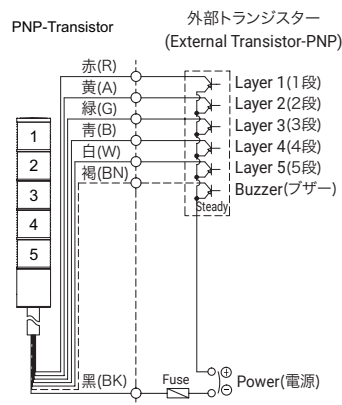 PNP-Transistor
外部トランジスター
(External Transistor-PNP)
赤(R)
黄(A)
緑(G)
青(B)
白(W)
褐(BN)
Layer 1(1段)
Layer 2(2段)
Layer 3(3段)
Layer 4(4段)
Layer 5(5段)
Buzzer(ブザー)
Steady
1
2
3
4
5
黒(BK)
Fuse
⊕
⊖
Power(電源)